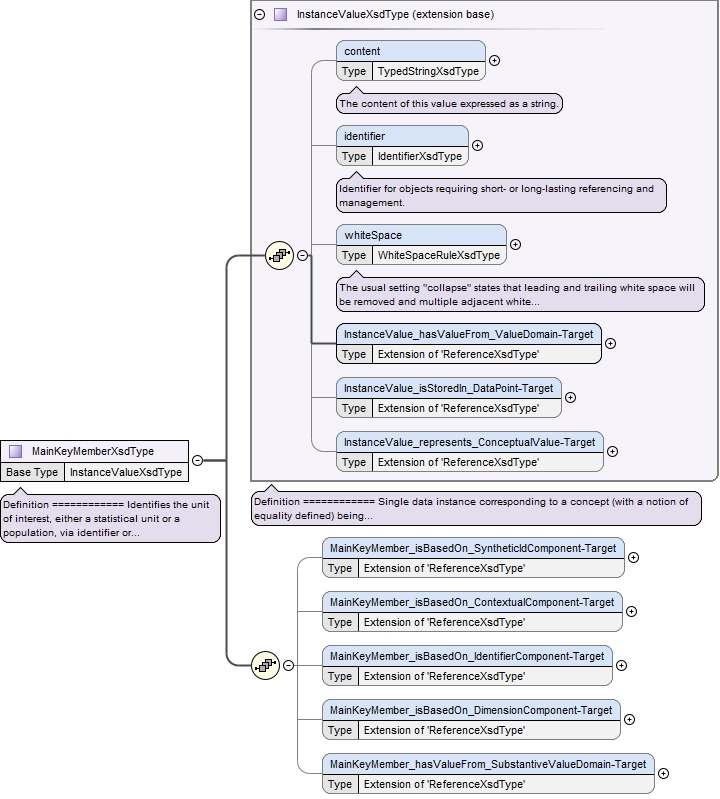 InstanceValueXsdType (extension base)
content
Type TypedStringXsdType
The content of this value expressed as a string.
identifier
Type IdentifierXsdType
Identifier for objects requiring short- or long-lasting referencing and
management.
whiteSpace
Type WhiteSpaceRuleXsdType
The usual setting "collapse" states that leading and trailing white space will
be removed and multiple adjacent white...
InstanceValue_hasValueFrom_ValueDomain-Target
Type Extension of 'ReferenceXsdType'
InstanceValue_isStoredIn_DataPoint-Target
Type Extension of 'ReferenceXsdType'
InstanceValue_represents_ConceptualValue-Target
Type Extension of 'ReferenceXsdType'
MainKeyMemberXsdType
Base Type InstanceValueXsdType
Definition ============ Identifies the unit
of interest, either a statistical unit or a
population, via identifier or...
Definition ============ Single data instance corresponding to a concept (with a notion of
equality defined) being...
MainKeyMember_isBasedOn_SyntheticIdComponent-Target
Type Extension of 'ReferenceXsdType'
MainKeyMember_isBasedOn_ContextualComponent-Target
Type Extension of 'ReferenceXsdType'
MainKeyMember_isBasedOn_IdentifierComponent-Target
Type Extension of 'ReferenceXsdType'
MainKeyMember_isBasedOn_DimensionComponent-Target
Type Extension of 'ReferenceXsdType'
MainKeyMember_hasValueFrom_SubstantiveValueDomain-Target
Type Extension of 'ReferenceXsdType'